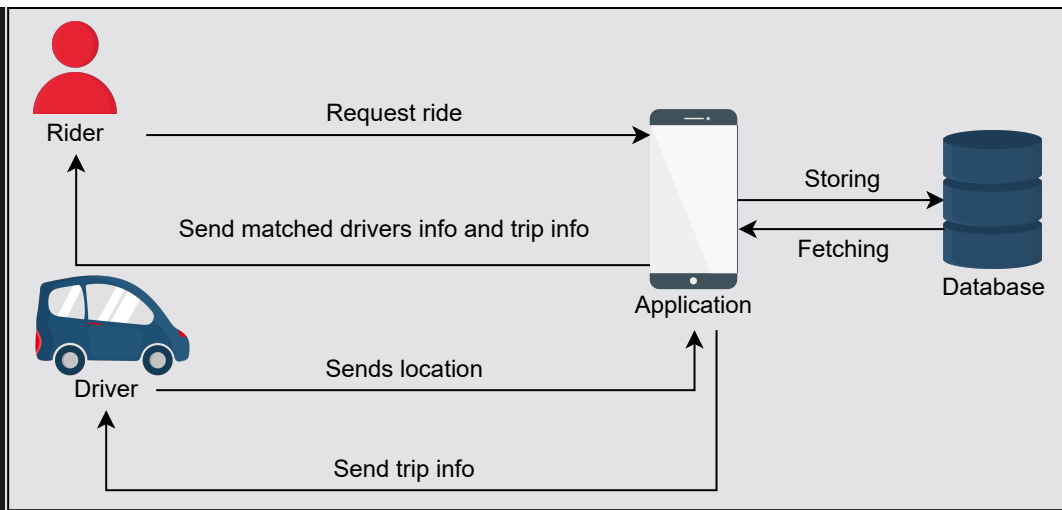 Rider
Request ride
Storing
Send matched drivers info and trip info
Fetching
Database
Application
Sends location
Driver
Send trip info